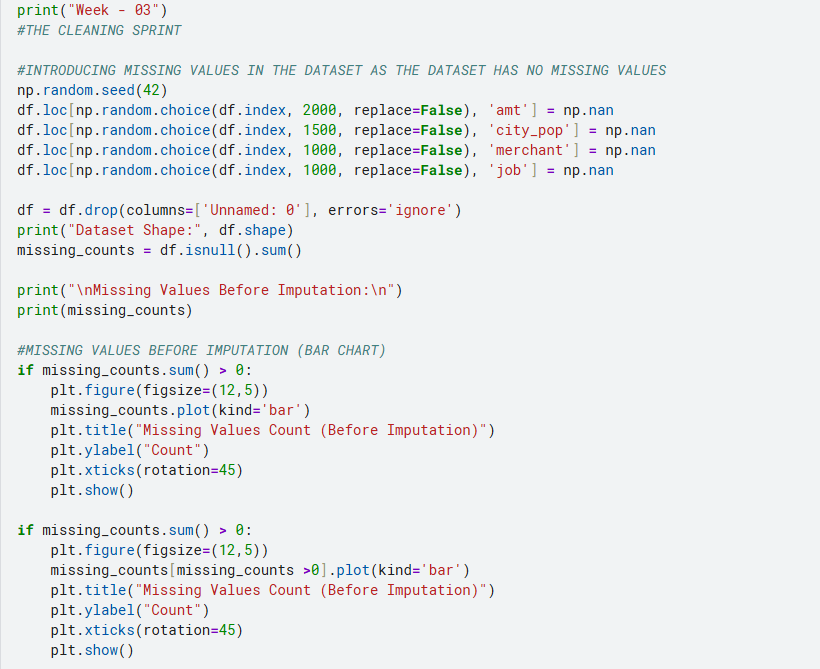 print("Week - 03")
#THE CLEANING SPRINT
#INTRODUCING MISSING VALUES IN THE DATASET AS THE DATASET HAS NO MISSING VALUES
np.random.seed(42)
df.loc[np.random.choice(df.index, 2000, replace=False), 'amt'] = np.nan
df.loc[np.random.choice(df.index, 1500, replace=False), 'city_pop'] = np.nan
df.loc[np.random.choice(df.index, 1000, replace=False), 'merchant'] = np.nan
df.loc[np.random.choice(df.index, 1000, replace=False), 'job'] = np.nan
df = df.drop(columns=['Unnamed: 0'], errors='ignore')
print("Dataset Shape:", df.shape)
missing_counts = df.isnull().sum()
print("\nMissing Values Before Imputation:\n")
print(missing_counts)
#MISSING VALUES BEFORE IMPUTATION (BAR CHART)
if missing_counts.sum() > 0:
    plt.figure(figsize=(12,5))
    missing_counts.plot(kind='bar')
    plt.title("Missing Values Count (Before Imputation)")
    plt.ylabel("Count")
    plt.xticks(rotation=45)
    plt.show()
if missing_counts.sum() > 0:
    plt.figure(figsize=(12,5))
    missing_counts[missing_counts >0].plot(kind='bar')
    plt.title("Missing Values Count (Before Imputation)")
    plt.ylabel("Count")
    plt.xticks(rotation=45)
    plt.show()